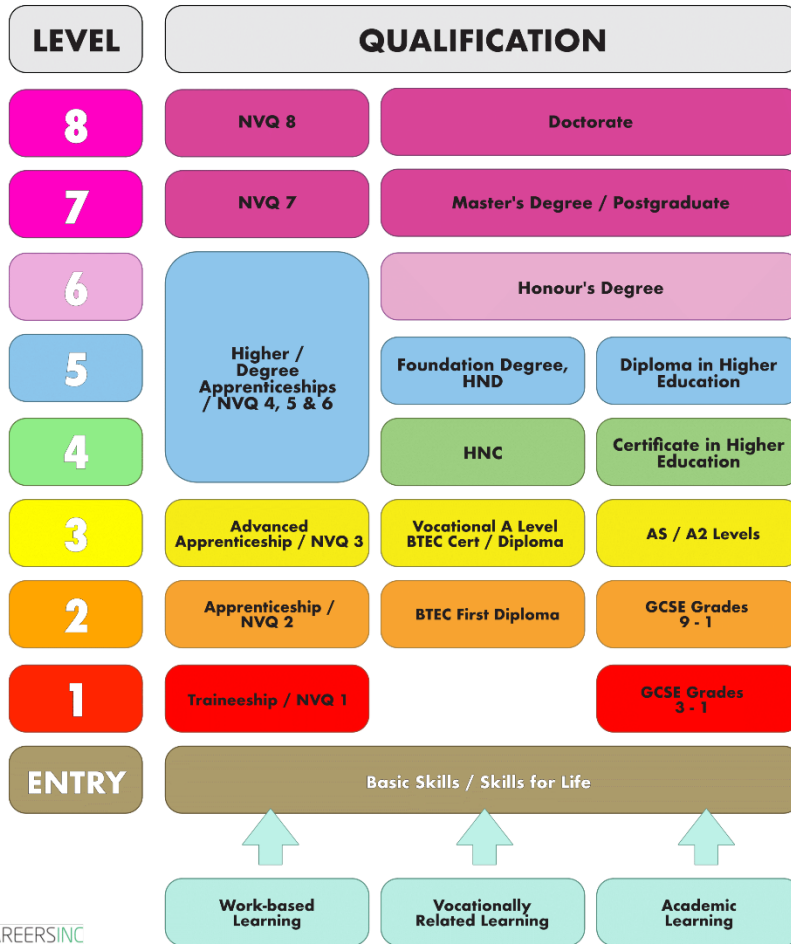 LEVEL
QUALIFICATION
8
NVQ 8
Doctorate
7
NVQ 7
Master's Degree / Postgraduate
6
Honour's Degree
Higher /
Degree
Apprenticeships
/ NVQ 4, 5 & 6
5
Foundation Degree,
HND
Diploma in Higher
Education
4
HNC
Certificate in Higher
Education
3
Advanced
Apprenticeship / NVQ 3
Vocational A Level
BTEC Cert / Diploma
AS / A2 Levels
2
Apprenticeship /
NVQ 2
BTEC First Diploma
GCSE Grades
9 - 1
1
Traineeship / NVQ 1
GCSE Grades
3 - 1
ENTRY
Basic Skills / Skills for Life
Work-based
Learning
Vocationally
Related Learning
Academic
Learning
AREERSINC